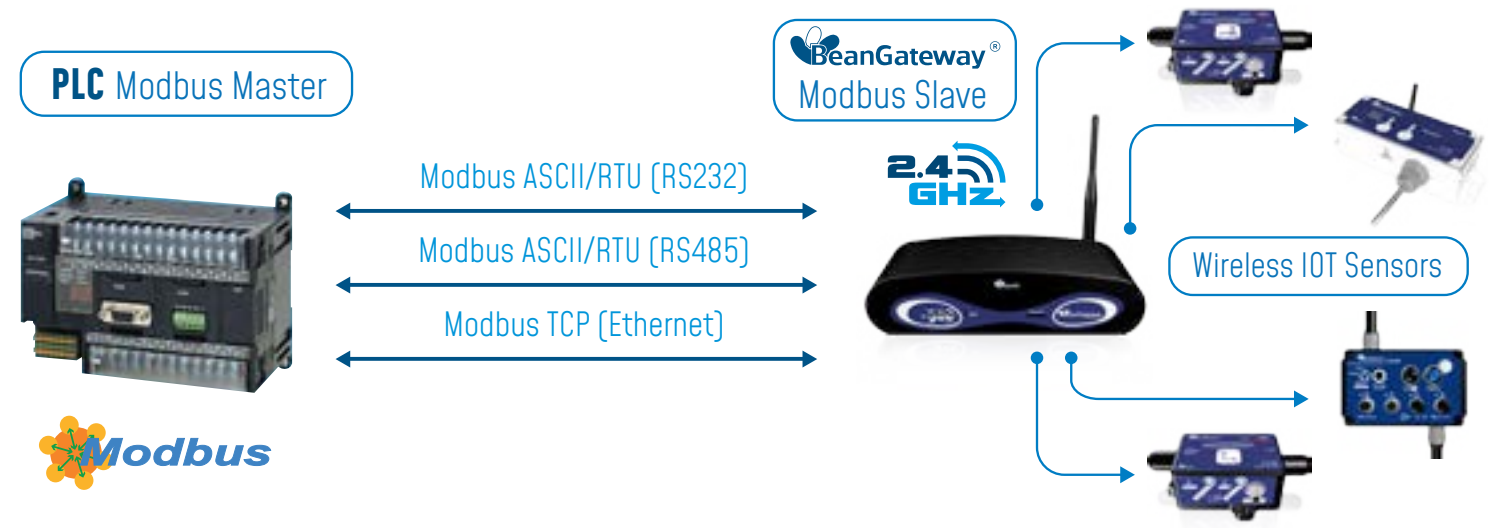 PLC Modbus Master
BeanGateway®
Modbus Slave
2.4
GHz
Modbus ASCII/RTU (RS232)
Modbus ASCII/RTU (RS485)
Modbus TCP (Ethernet)
Wireless IOT Sensors
Modbus